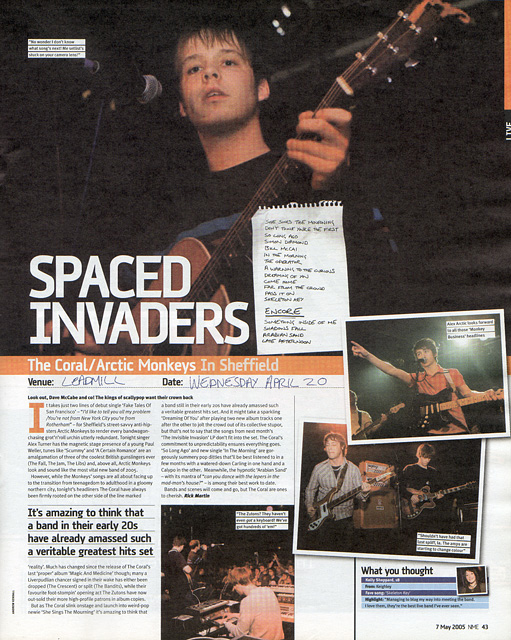 "No wonder I don't know
what song's next! Me setlist's
stuck on your camera lens!"
LIVE
SHE SINGS THE MOURNING
DON'T THINK YOU'RE THE FIRST
SO LONG AGO
SIMON DIAMOND
BILL McCAI
IN THE MORNING
THE OPERATOR
A WARNING TO THE CURIOUS
DREAMING OF YOU
COME HOME
FAR FROM THE CROWD
PASS IT ON
SKELETON KEY
ENCORE
SOMETHING INSIDE OF ME
SHADOWS FALL
ARABIAN SAND
LATE AFTERNOON
SPACED
INVADERS
The Coral/Arctic Monkeys In Sheffield
Venue: LEADMILL Date: WEDNESDAY APRIL 20
Alex Arctic looks forward
to all those 'Monkey
Business' headlines
Look out, Dave McCabe and co! The kings of scallypop want their crown back
It takes just two lines of debut single 'Fake Tales Of
San Francisco' – "I'd like to tell you all my problem
/You're not from New York City you're from
Rotherham" – for Sheffield's street-savvy anti-hip-
sters Arctic Monkeys to render every bandwagon-
chasing grot'n'roll urchin utterly redundant. Tonight singer
Alex Turner has the magnetic stage presence of a young Paul
Weller, tunes like 'Scummy' and 'A Certain Romance' are an
amalgamation of three of the coolest British gangs ever
(The Fall, The Jam, The Libs) and, above all, Arctic Monkeys
look and sound like the most vital new band of 2005.
However, while the Monkeys' songs are all about facing up
to the transition from teenagerdom to adulthood in a gloomy
northern city, tonight's headliners The Coral have always
been firmly rooted on the other side of the line marked
It's amazing to think that
a band in their early 20s
have already amassed such
a veritable greatest hits set
'reality'. Much has changed since the release of The Coral's
last 'proper' album 'Magic And Medicine' though; many a
Liverpudlian chancer signed in their wake has either been
dropped (The Crescent) or split (The Bandits), while their
favourite foot-stampin' opening act The Zutons have now
out-sold their more high-profile patrons in album copies.
But as The Coral slink onstage and launch into weird-pop
newie 'She Sings The Mourning' it's amazing to think that
a band still in their early 20s have already amassed such
a veritable greatest hits set. And it might take a sparkling
'Dreaming Of You' after playing two new album tracks one
after the other to jolt the crowd out of its collective stupor,
but that's not to say that the songs from next month's
'The Invisible Invasion' LP don't fit into the set. The Coral's
commitment to unpredictability ensures everything goes.
'So Long Ago' and new single 'In The Morning' are gor-
geously summery pop ditties that'll be best listened to in a
few months with a watered-down Carling in one hand and a
Calypo in the other. Meanwhile, the hypnotic 'Arabian Sand'
– with its mantra of "Can you dance with the lepers in the
mad-men's house?" – is among their best work to date.
Bands and scenes will come and go, but The Coral are ones
to cherish. Rick Martin
"The Zutons? They haven't
even got a keyboard! We've
got hundreds of 'em!"
"Shouldn't have had that
last spliff, la. The amps are
starting to change colour"
What you thought
Holly Sheppard, 18
From: Keighley
Fave song: 'Skeleton Key'
Highlight: "Managing to blag my way into meeting the band.
I love them, they're the best live band I've ever seen."
7 May 2005 NME 43